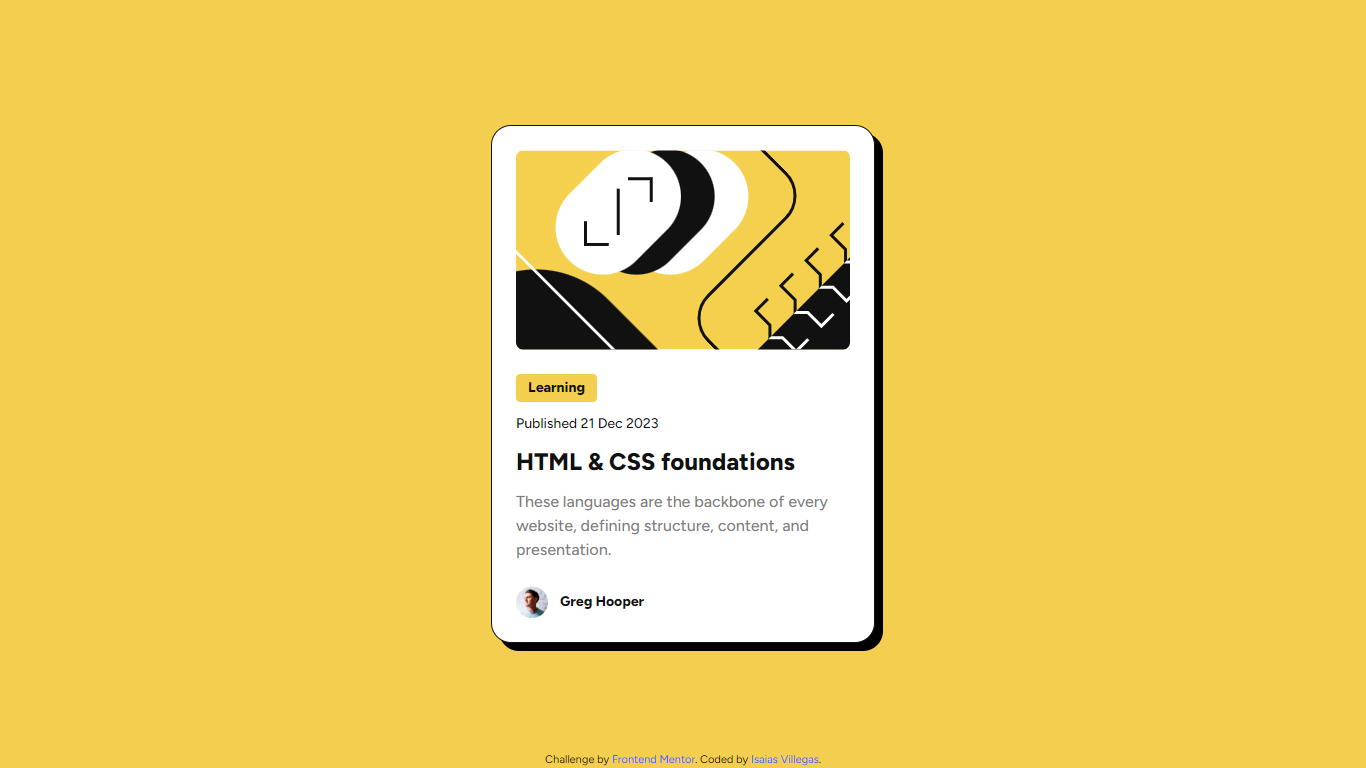 Learning
Published 21 Dec 2023
HTML & CSS foundations
These languages are the backbone of every
website, defining structure, content, and
presentation.
Greg Hooper
Challenge by Frontend Mentor. Coded by Isaias Villegas.